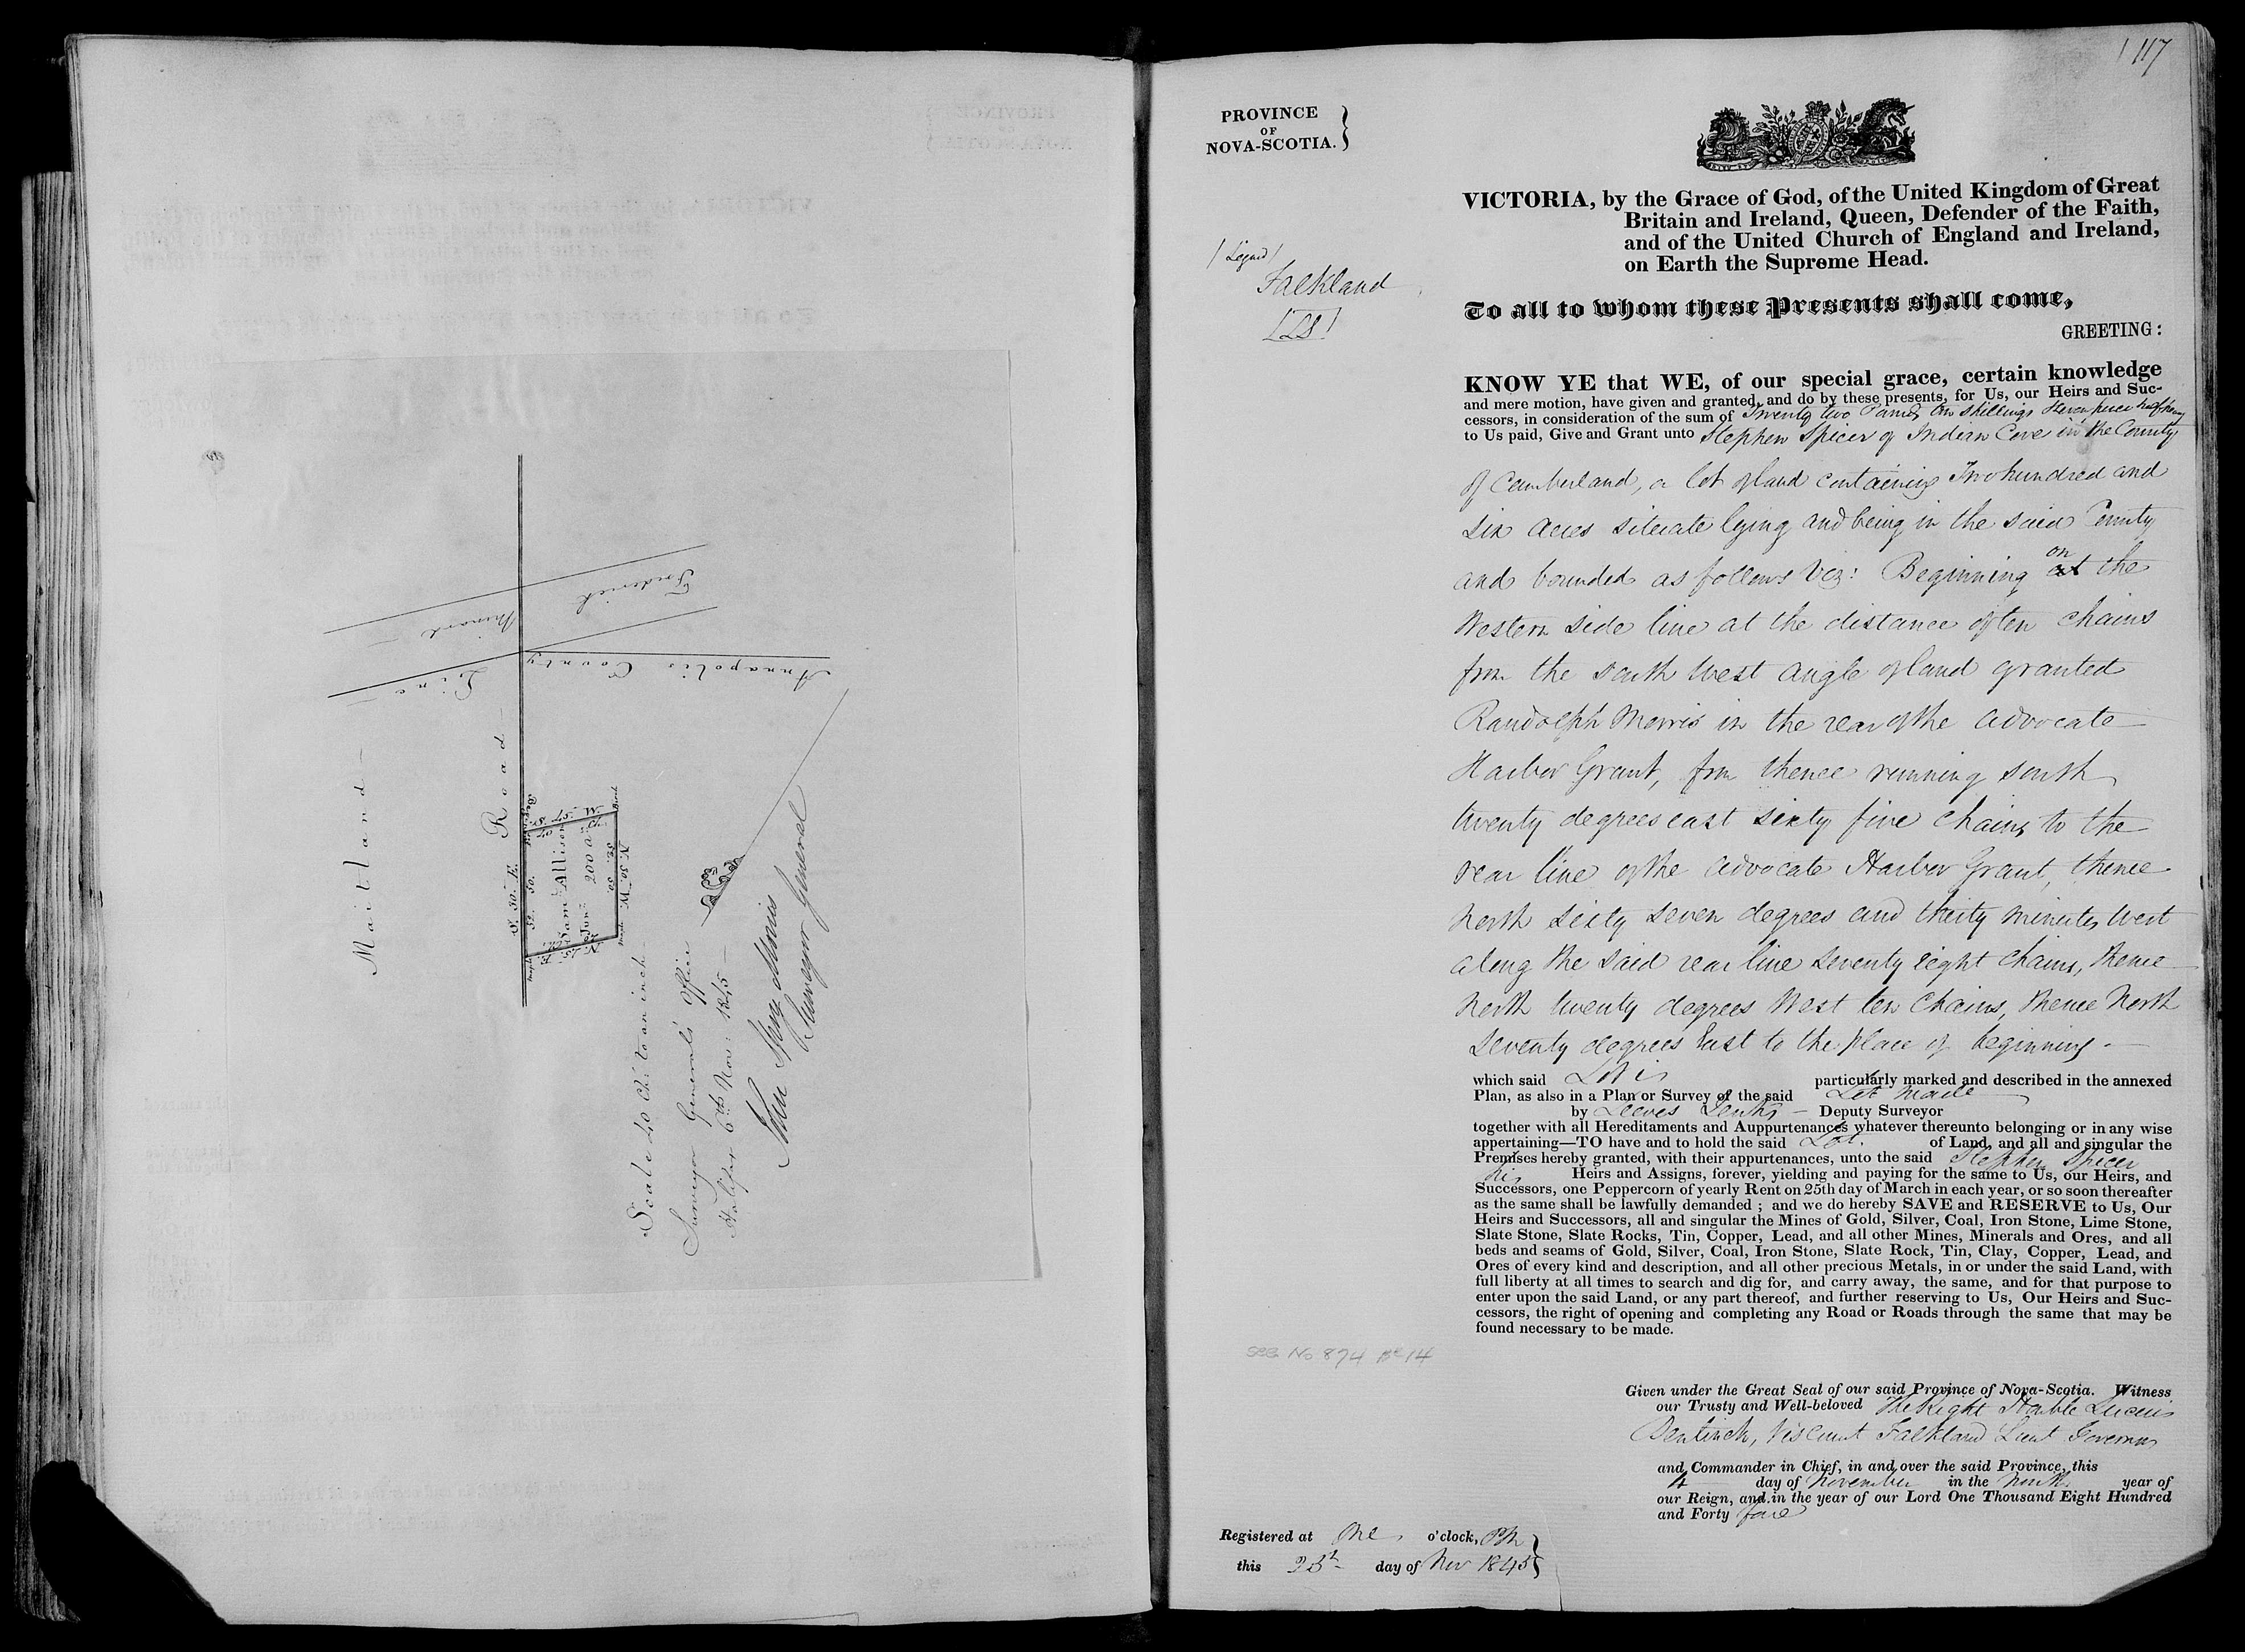 Frederick
Annapolis County
Line
Maitland
Road
S. 30. E.
52. 50.
Sam.l Allison
Jun.r
200 a.
N. 50. W.
52. 50
Scale 40 Ch: to an inch
Surveyor General's Office
Halifax 6th Nov: 1845
John Spry Morris
Surveyor General
117
PROVINCE
OF
NOVA-SCOTIA.
VICTORIA, by the Grace of God, of the United Kingdom of Great
Britain and Ireland, Queen, Defender of the Faith,
and of the United Church of England and Ireland,
on Earth the Supreme Head.
(Signed)
Falkland
[LS]
To all to whom these Presents shall come,
GREETING:
KNOW YE that WE, of our special grace, certain knowledge
and mere motion, have given and granted, and do by these presents, for Us, our Heirs and Suc-
cessors, in consideration of the sum of Twenty two Pounds shillings
to Us paid, Give and Grant unto Stephen Spicer of Indian Cove in the County
of Cumberland, a lot of land containing Two hundred and
six acres situate lying and being in the said County
and bounded as follows Viz: Beginning on the
Western side line at the distance of ten chains
from the South West angle of land granted
Randolph Morris in the rear of the Advocate
Harbor Grant, from thence running South
twenty degrees east sixty five chains to the
rear line of the Advocate Harbor Grant, thence
North sixty seven degrees and thirty minutes West
along the said rear line seventy eight chains, thence
North twenty degrees West ten chains, thence North
seventy degrees East to the place of beginning.—
which said Lot is particularly marked and described in the annexed
Plan, as also in a Plan or Survey of the said Lot made
by Deputy Surveyor
together with all Hereditaments and Auppurtenances whatever thereunto belonging or in any wise
appertaining—TO have and to hold the said Lot. of Land, and all and singular the
Premises hereby granted, with their appurtenances, unto the said Stephen Spicer
his Heirs and Assigns, forever, yielding and paying for the same to Us, our Heirs, and
Successors, one Peppercorn of yearly Rent on 25th day of March in each year, or so soon thereafter
as the same shall be lawfully demanded ; and we do hereby SAVE and RESERVE to Us, Our
Heirs and Successors, all and singular the Mines of Gold, Silver, Coal, Iron Stone, Lime Stone,
Slate Stone, Slate Rocks, Tin, Copper, Lead, and all other Mines, Minerals and Ores, and all
beds and seams of Gold, Silver, Coal, Iron Stone, Slate Rock, Tin, Clay, Copper, Lead, and
Ores of every kind and description, and all other precious Metals, in or under the said Land, with
full liberty at all times to search and dig for, and carry away, the same, and for that purpose to
enter upon the said Land, or any part thereof, and further reserving to Us, Our Heirs and Suc-
cessors, the right of opening and completing any Road or Roads through the same that may be
found necessary to be made.
See No 874 Bk 14
Given under the Great Seal of our said Province of Nova-Scotia. Witness
our Trusty and Well-beloved The Right Honble Lucius
Bentinck, Viscount Falkland Lieut Governor
and Commander in Chief, in and over the said Province, this
4 day of November in the Ninth year of
our Reign, and in the year of our Lord One Thousand Eight Hundred
and Forty five
Registered at One o'clock, PM
this 25th day of Nov 1845